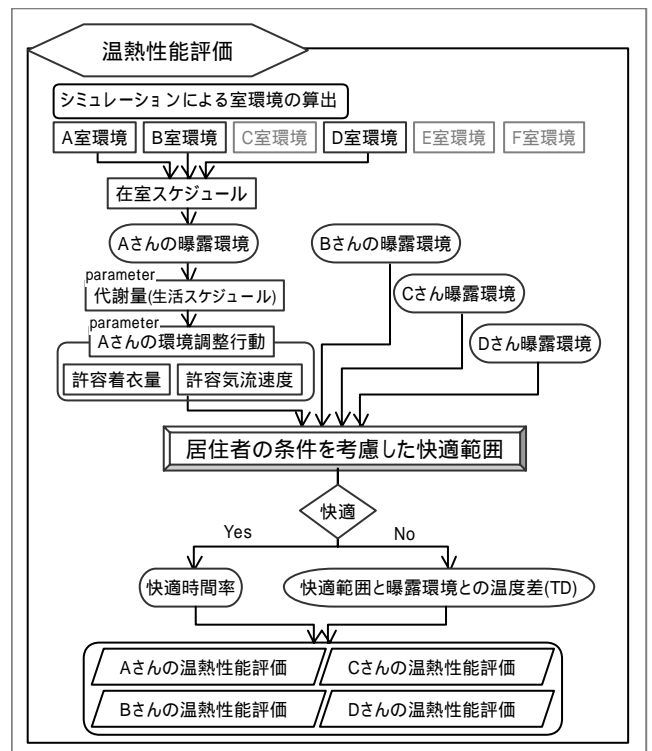 温熱性能評価
シミュレーションによる室環境の算出
A室環境 B室環境 C室環境 D室環境 E室環境 F室環境
在室スケジュール
Aさんの曝露環境
Bさんの曝露環境
parameter
代謝量(生活スケジュール)
Cさん曝露環境
parameter
Aさんの環境調整行動
Dさん曝露環境
許容着衣量 許容気流速度
居住者の条件を考慮した快適範囲
快適
Yes No
快適時間率 快適範囲と曝露環境との温度差(TD)
Aさんの温熱性能評価 Cさんの温熱性能評価
Bさんの温熱性能評価 Dさんの温熱性能評価